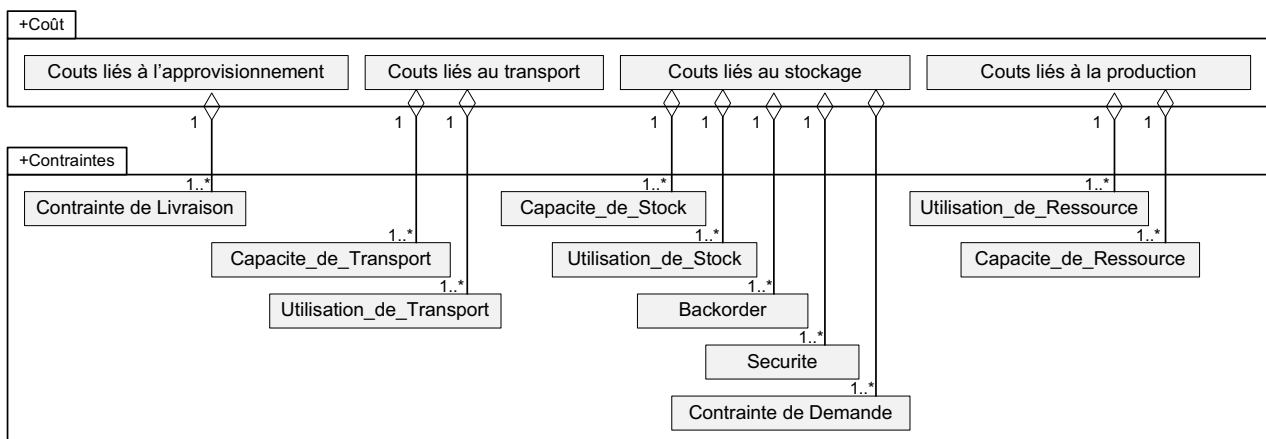 +Coût
Couts liés à l'approvisionnement
Couts liés au transport
Couts liés au stockage
Couts liés à la production
1
1
1
1
1
1
1
1
1
1
+Contraintes
1..*
Contrainte de Livraison
1..*
Capacite_de_Stock
1..*
Utilisation_de_Ressource
1..*
Capacite_de_Transport
1..*
Utilisation_de_Stock
1..*
Capacite_de_Ressource
1..*
Utilisation_de_Transport
1..*
Backorder
1..*
Securite
1..*
Contrainte de Demande